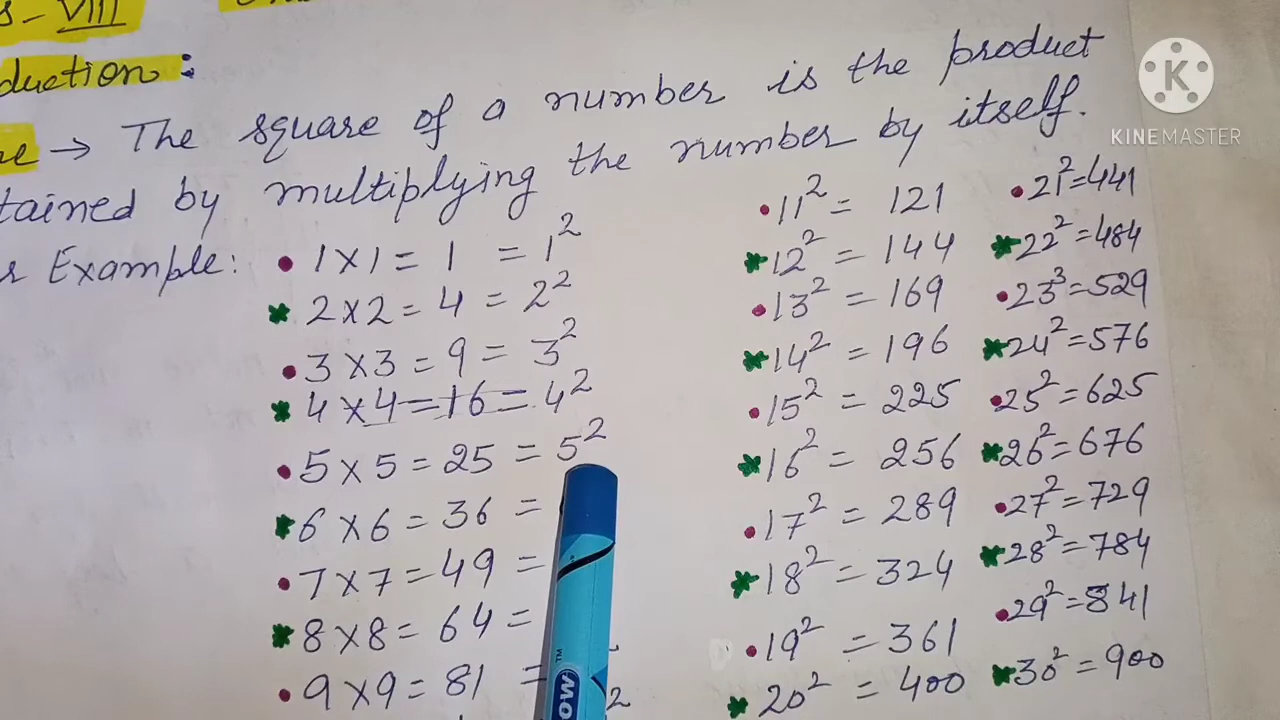 s - VIII
duction :
→ The square of a number is the product
tained by multiplying the number by itself.
Example:
1 x 1 = 1 = 1²
2 x 2 = 4 = 2²
3 x 3 = 9 = 3²
4 x 4 = 16 = 4²
5 x 5 = 25 = 5²
6 x 6 = 36 =
7 x 7 = 49 =
8 x 8 = 64 =
9 x 9 = 81 =
11² = 121
12² = 144
13² = 169
14² = 196
15² = 225
16² = 256
17² = 289
18² = 324
19² = 361
20² = 400
21² = 441
22² = 484
23³ = 529
24² = 576
25² = 625
26² = 676
27² = 729
28² = 784
29² = 841
30² = 900
K
KINEMASTER